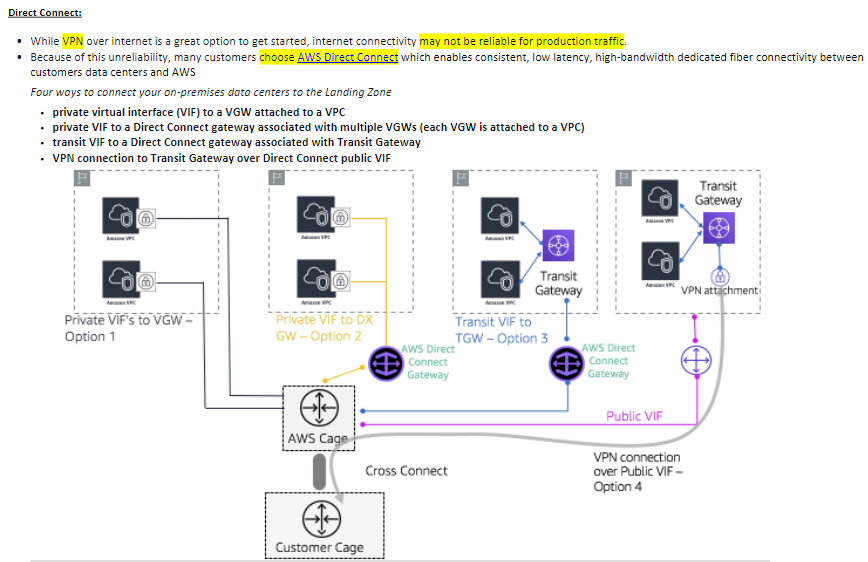 Direct Connect:
While VPN over internet is a great option to get started, internet connectivity may not be reliable for production traffic.
Because of this unreliability, many customers choose AWS Direct Connect which enables consistent, low latency, high-bandwidth dedicated fiber connectivity between
customers data centers and AWS
Four ways to connect your on-premises data centers to the Landing Zone
private virtual interface (VIF) to a VGW attached to a VPC
private VIF to a Direct Connect gateway associated with multiple VGWs (each VGW is attached to a VPC)
transit VIF to a Direct Connect gateway associated with Transit Gateway
VPN connection to Transit Gateway over Direct Connect public VIF
Amazon VPC
Amazon VPC
Private VIF's to VGW –
Option 1
Amazon VPC
Amazon VPC
Private VIF to DX
GW – Option 2
AWS Direct
Connect
Gateway
Amazon VPC
Amazon VPC
Transit
Gateway
Transit VIF to
TGW – Option 3
AWS Direct
Connect
Gateway
Transit
Gateway
Amazon VPC
Amazon VPC
VPN attachment
Public VIF
VPN connection
over Public VIF –
Option 4
AWS Cage
Cross Connect
Customer Cage